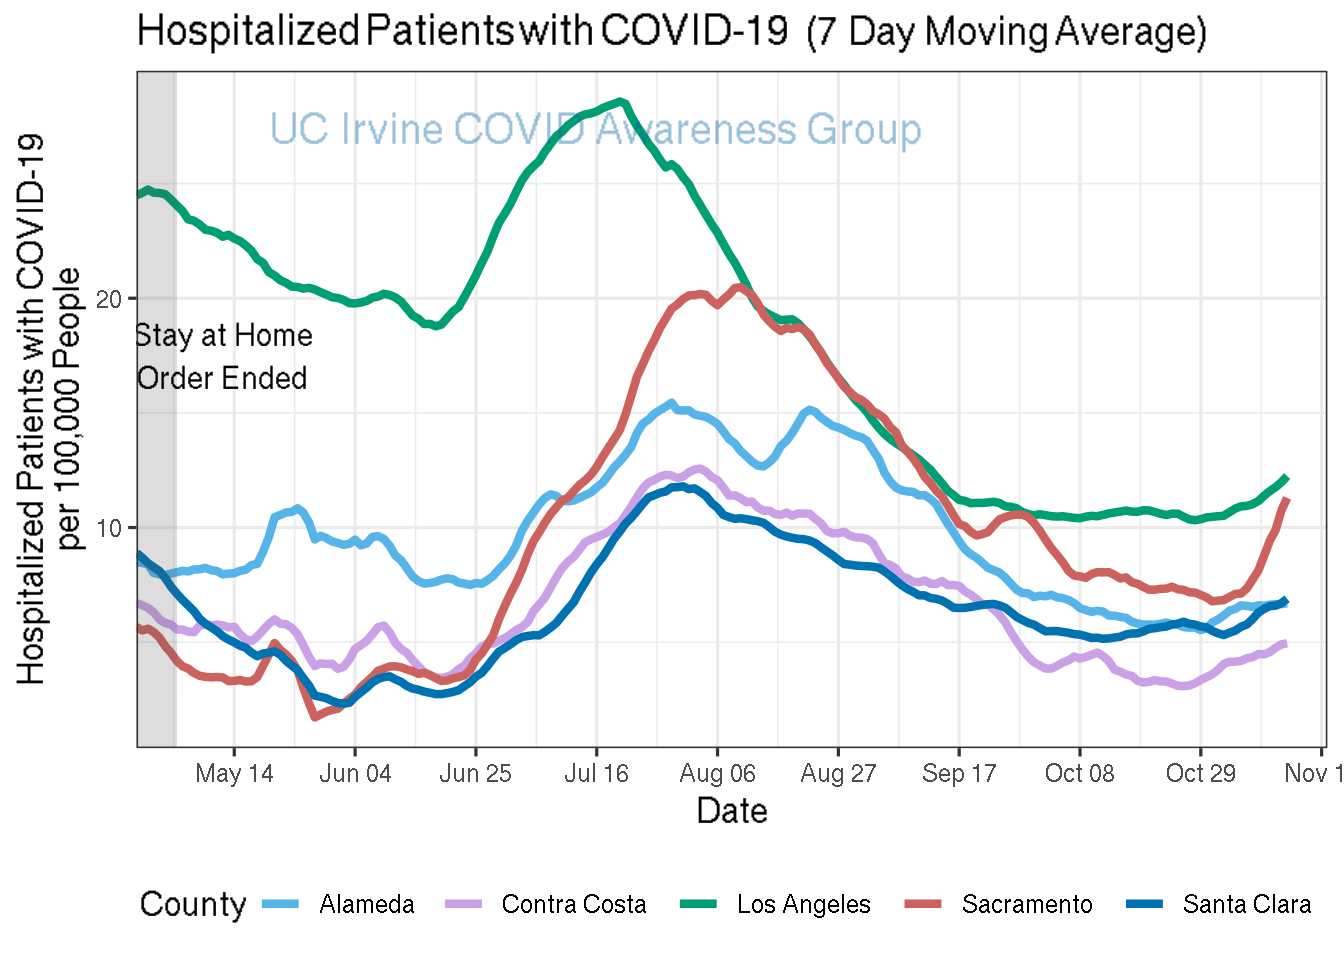 Hospitalized Patients with COVID-19 (7 Day Moving Average)
UC Irvine COVID Awareness Group
Hospitalized Patients with COVID-19
per 100,000 People
20
10
Stay at Home
Order Ended
May 14 Jun 04 Jun 25 Jul 16 Aug 06 Aug 27 Sep 17 Oct 08 Oct 29 Nov 1
Date
County Alameda Contra Costa Los Angeles Sacramento Santa Clara